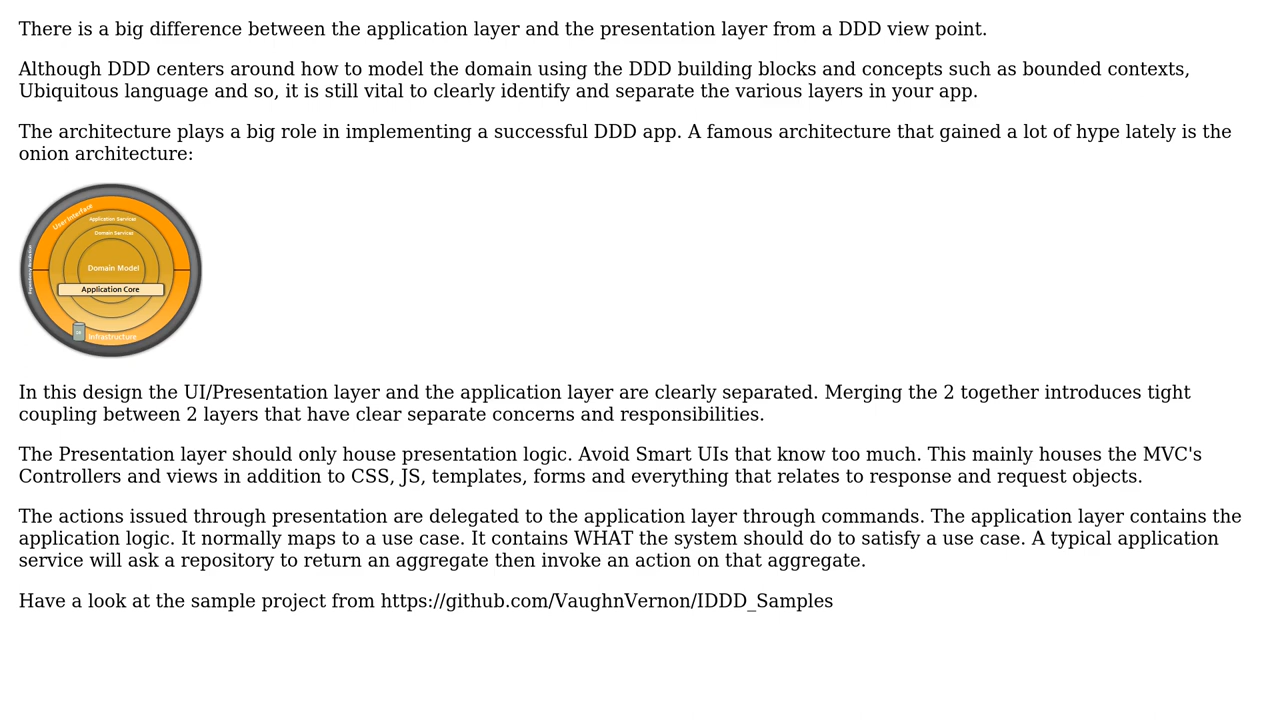 There is a big difference between the application layer and the presentation layer from a DDD view point.
Although DDD centers around how to model the domain using the DDD building blocks and concepts such as bounded contexts,
Ubiquitous language and so, it is still vital to clearly identify and separate the various layers in your app.
The architecture plays a big role in implementing a successful DDD app. A famous architecture that gained a lot of hype lately is the
onion architecture:
User Interface
Application Services
Domain Services
Domain Model
Application Core
Infrastructure
In this design the UI/Presentation layer and the application layer are clearly separated. Merging the 2 together introduces tight
coupling between 2 layers that have clear separate concerns and responsibilities.
The Presentation layer should only house presentation logic. Avoid Smart UIs that know too much. This mainly houses the MVC's
Controllers and views in addition to CSS, JS, templates, forms and everything that relates to response and request objects.
The actions issued through presentation are delegated to the application layer through commands. The application layer contains the
application logic. It normally maps to a use case. It contains WHAT the system should do to satisfy a use case. A typical application
service will ask a repository to return an aggregate then invoke an action on that aggregate.
Have a look at the sample project from https://github.com/VaughnVernon/IDDD_Samples